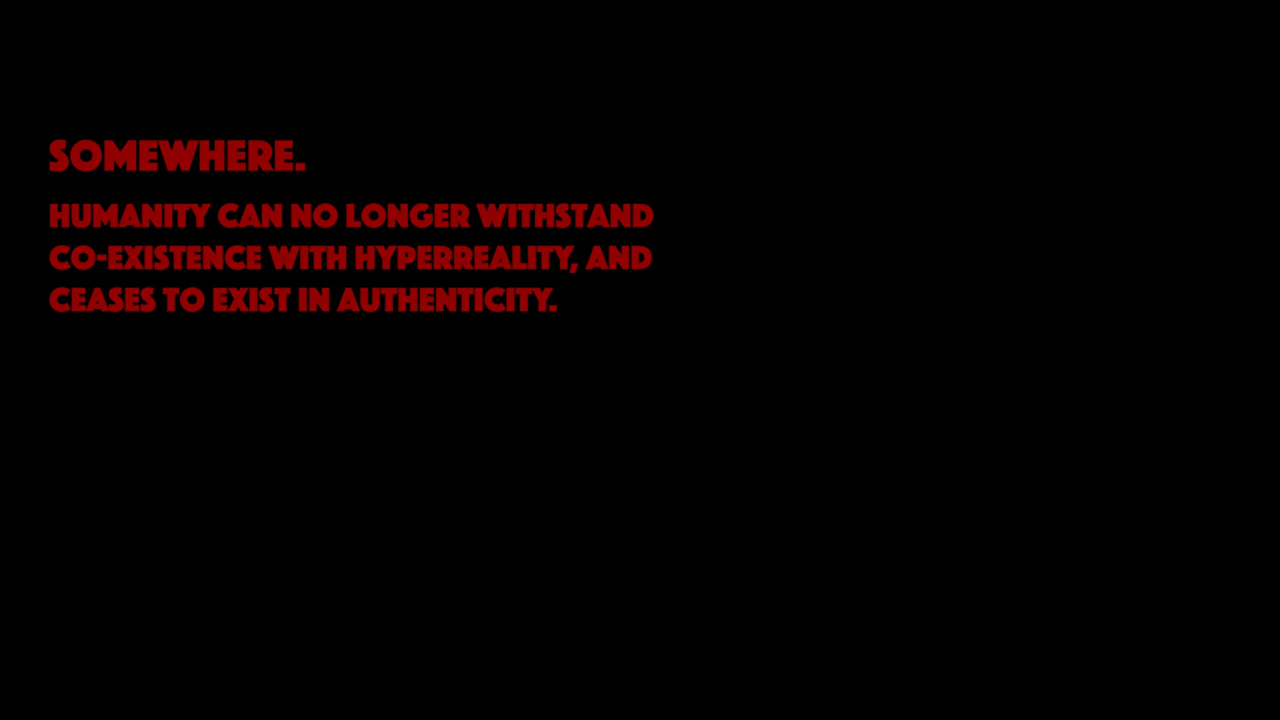 SOMEWHERE.
HUMANITY CAN NO LONGER WITHSTAND
CO-EXISTENCE WITH HYPERREALITY, AND
CEASES TO EXIST IN AUTHENTICITY.